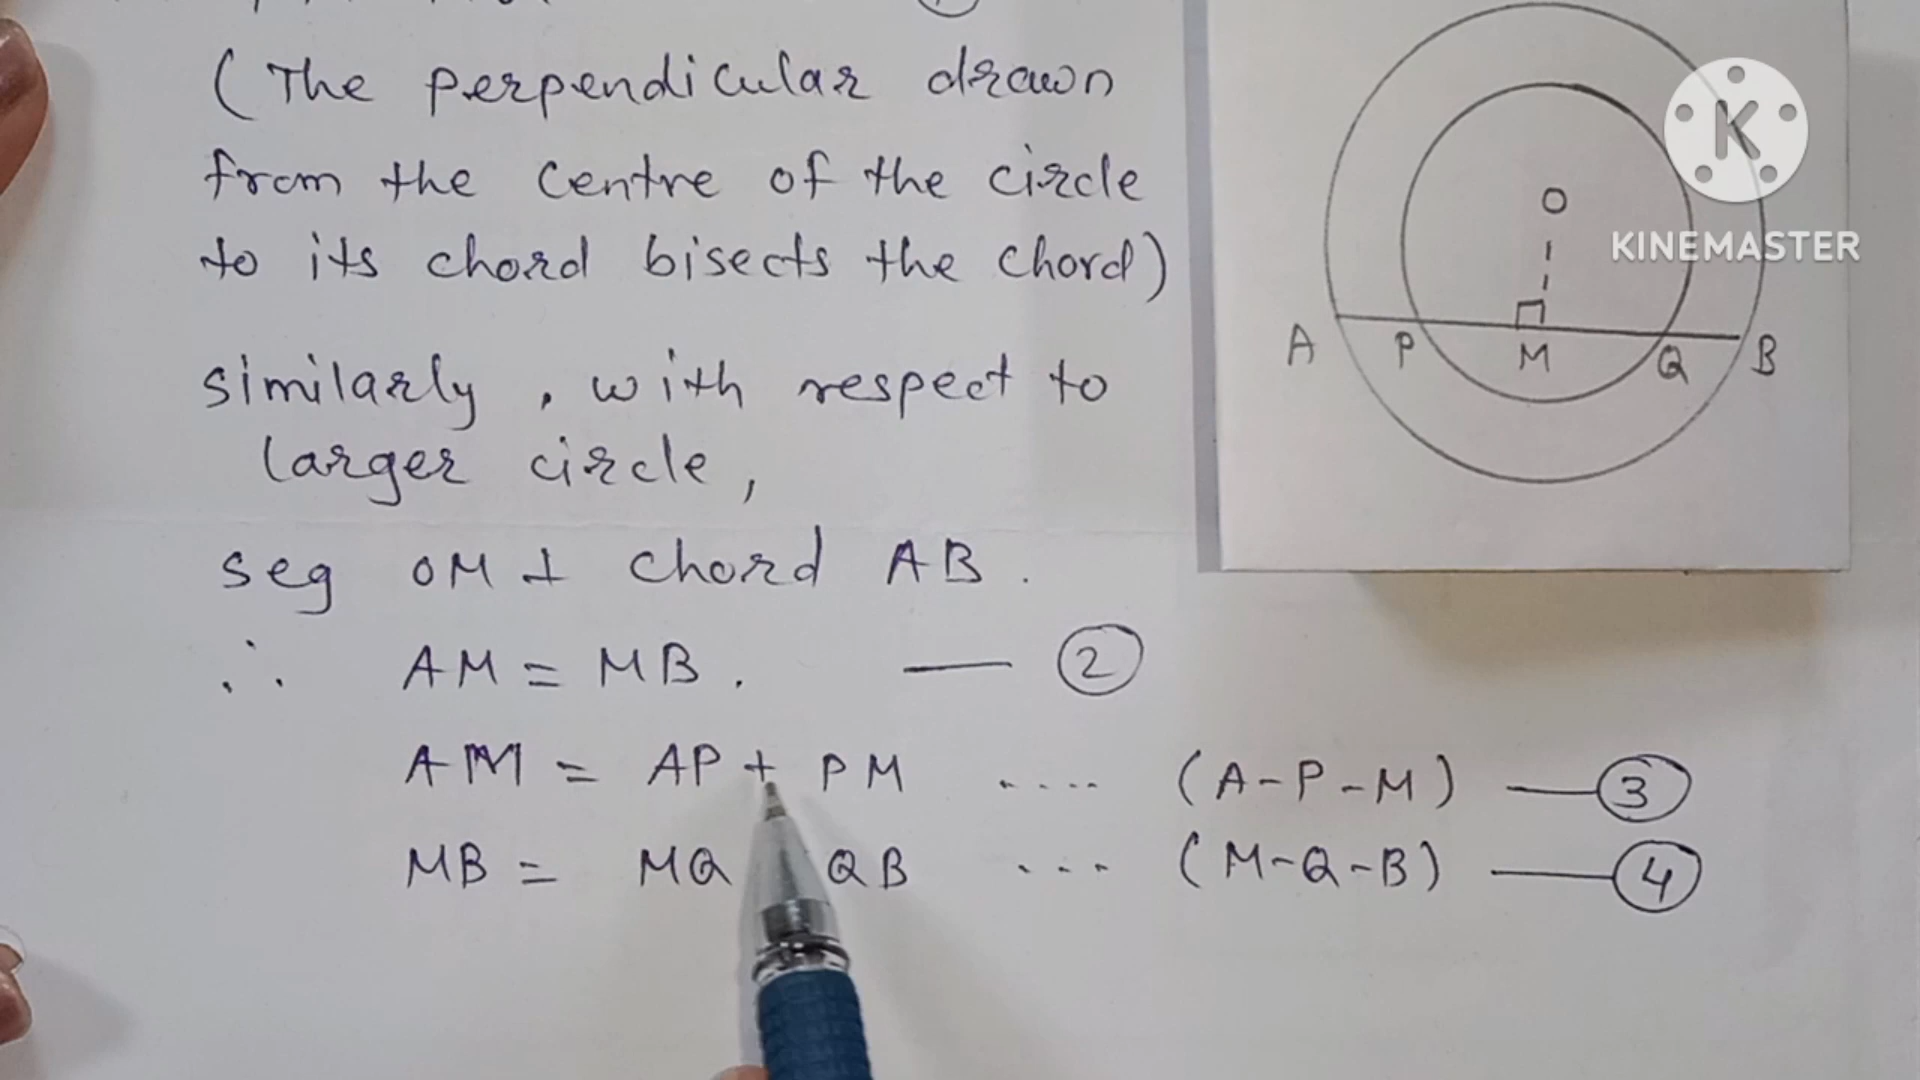 (The perpendicular drawn
from the centre of the circle
to its chord bisects the chord)
similarly, with respect to
larger circle,
seg OM ⊥ chord AB.
∴ AM = MB. — ②
AM = AP + PM .... (A-P-M) — ③
MB = MQ QB ... (M-Q-B) — ④
O
A P M Q B
K
KINEMASTER